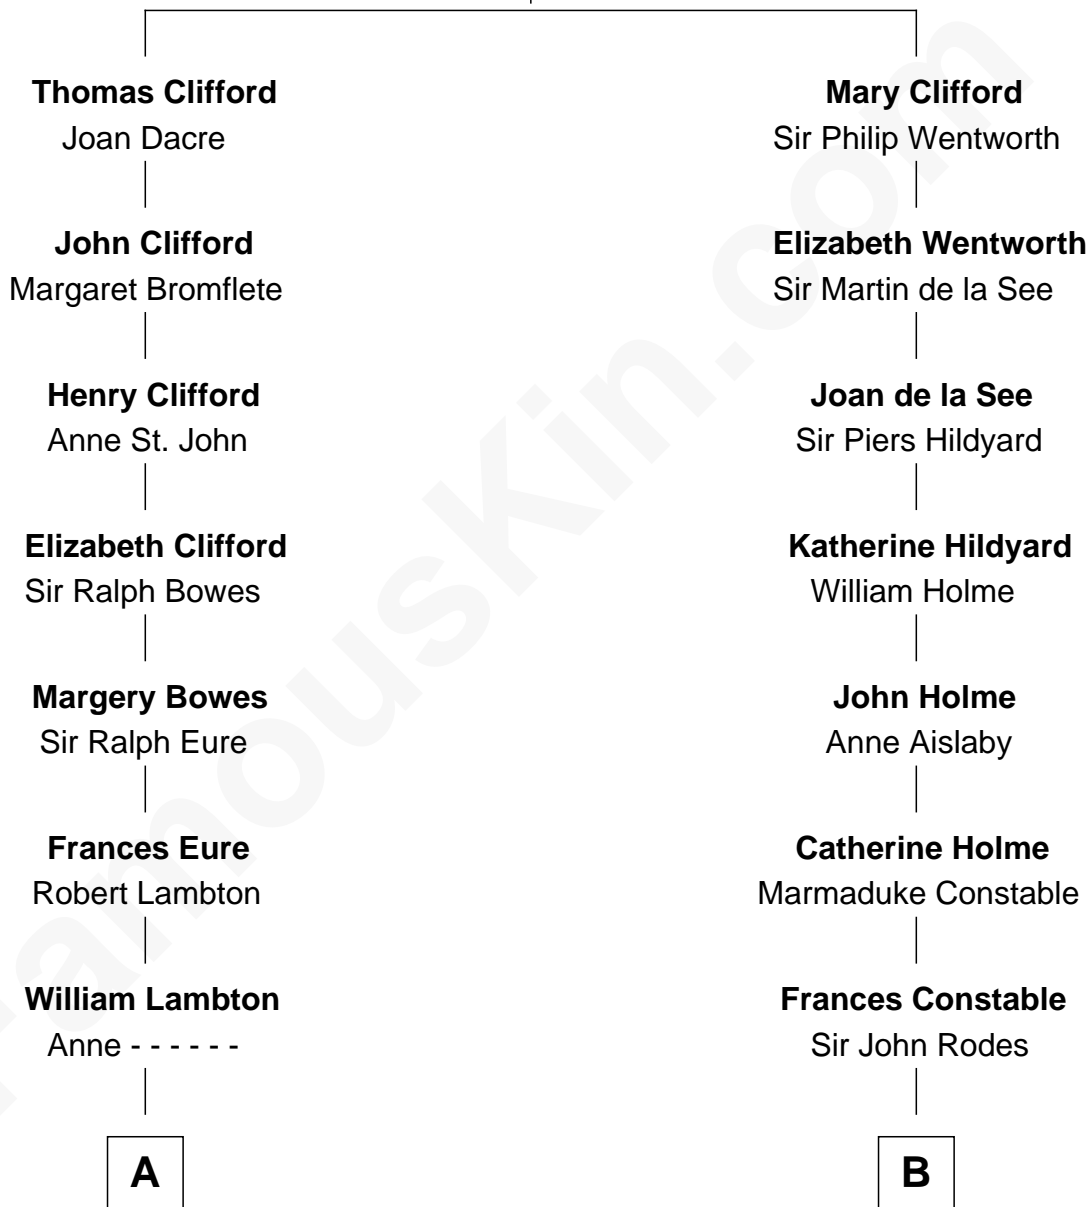 Thomas Clifford
Joan Dacre
Mary Clifford
Sir Philip Wentworth
John Clifford
Margaret Bromflete
Elizabeth Wentworth
Sir Martin de la See
Henry Clifford
Anne St. John
Joan de la See
Sir Piers Hildyard
Elizabeth Clifford
Sir Ralph Bowes
Katherine Hildyard
William Holme
Margery Bowes
Sir Ralph Eure
John Holme
Anne Aislaby
Frances Eure
Robert Lambton
Catherine Holme
Marmaduke Constable
William Lambton
Anne - - - - - -
Frances Constable
Sir John Rodes
A
B
FamousKin.com